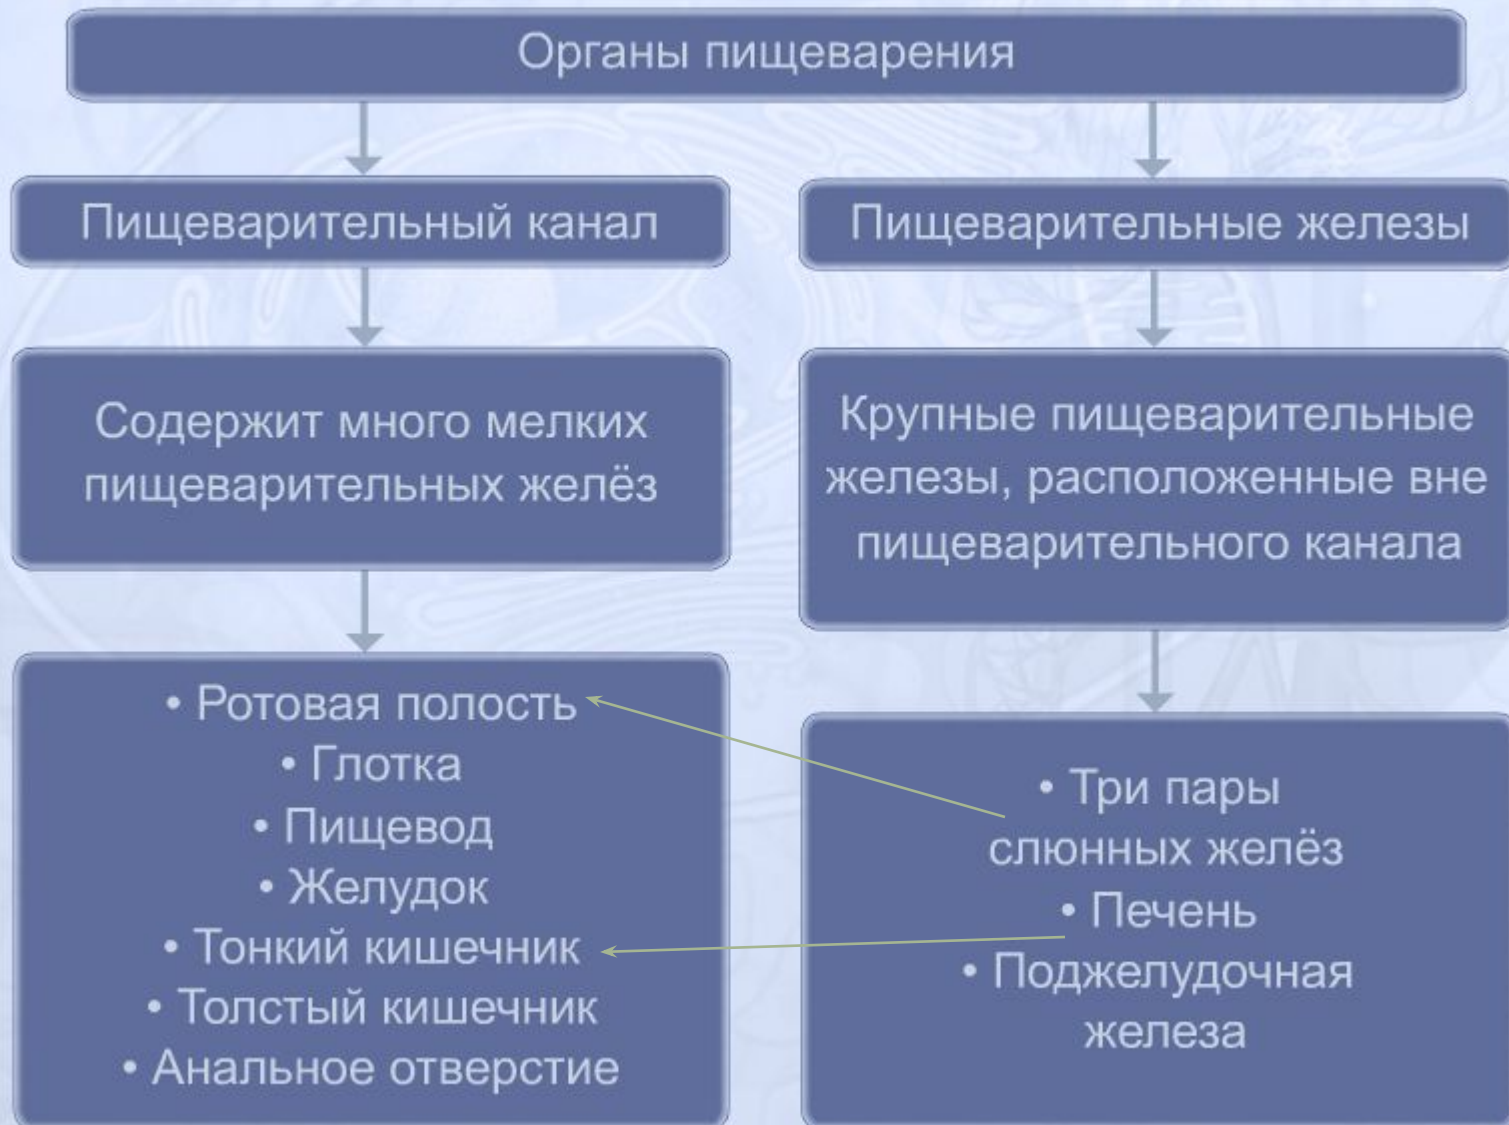 Органы пищеварения
Пищеварительный канал
Содержит много мелких
пищеварительных желёз
• Ротовая полость
• Глотка
• Пищевод
• Желудок
• Тонкий кишечник
• Толстый кишечник
• Анальное отверстие
Пищеварительные железы
Крупные пищеварительные
железы, расположенные вне
пищеварительного канала
• Три пары
слюнных желёз
• Печень
• Поджелудочная
железа